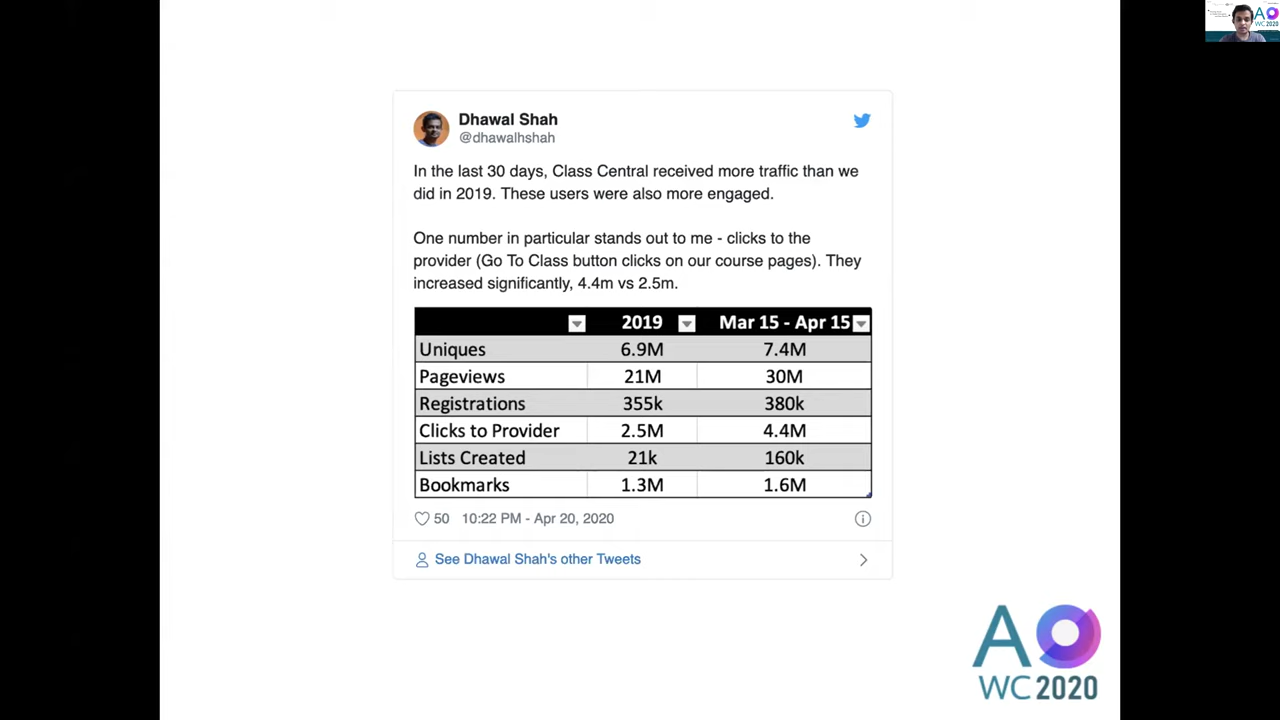 Dhawal Shah
@dhawalhshah
In the last 30 days, Class Central received more traffic than we
did in 2019. These users were also more engaged.
One number in particular stands out to me - clicks to the
provider (Go To Class button clicks on our course pages). They
increased significantly, 4.4m vs 2.5m.
2019 Mar 15 - Apr 15
Uniques 6.9M 7.4M
Pageviews 21M 30M
Registrations 355k 380k
Clicks to Provider 2.5M 4.4M
Lists Created 21k 160k
Bookmarks 1.3M 1.6M
50 10:22 PM - Apr 20, 2020
See Dhawal Shah's other Tweets
AO
WC2020
AO
WC2020